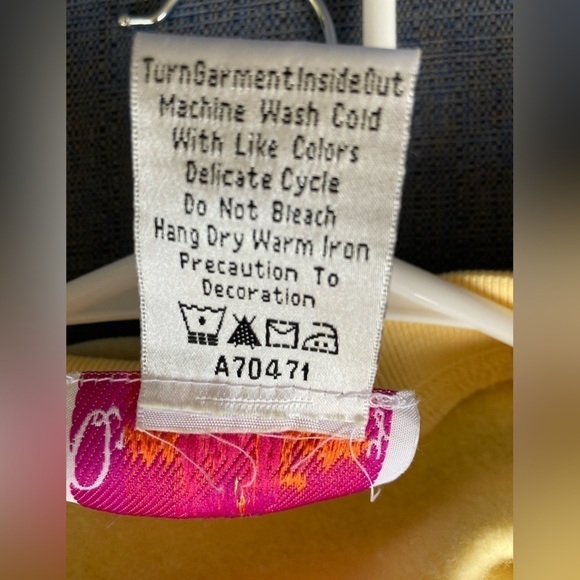 TurnGarmentInsideOut
Machine Wash Cold
With Like Colors
Delicate Cycle
Do Not Bleach
Hang Dry Warm Iron
Precaution To
Decoration
A70471